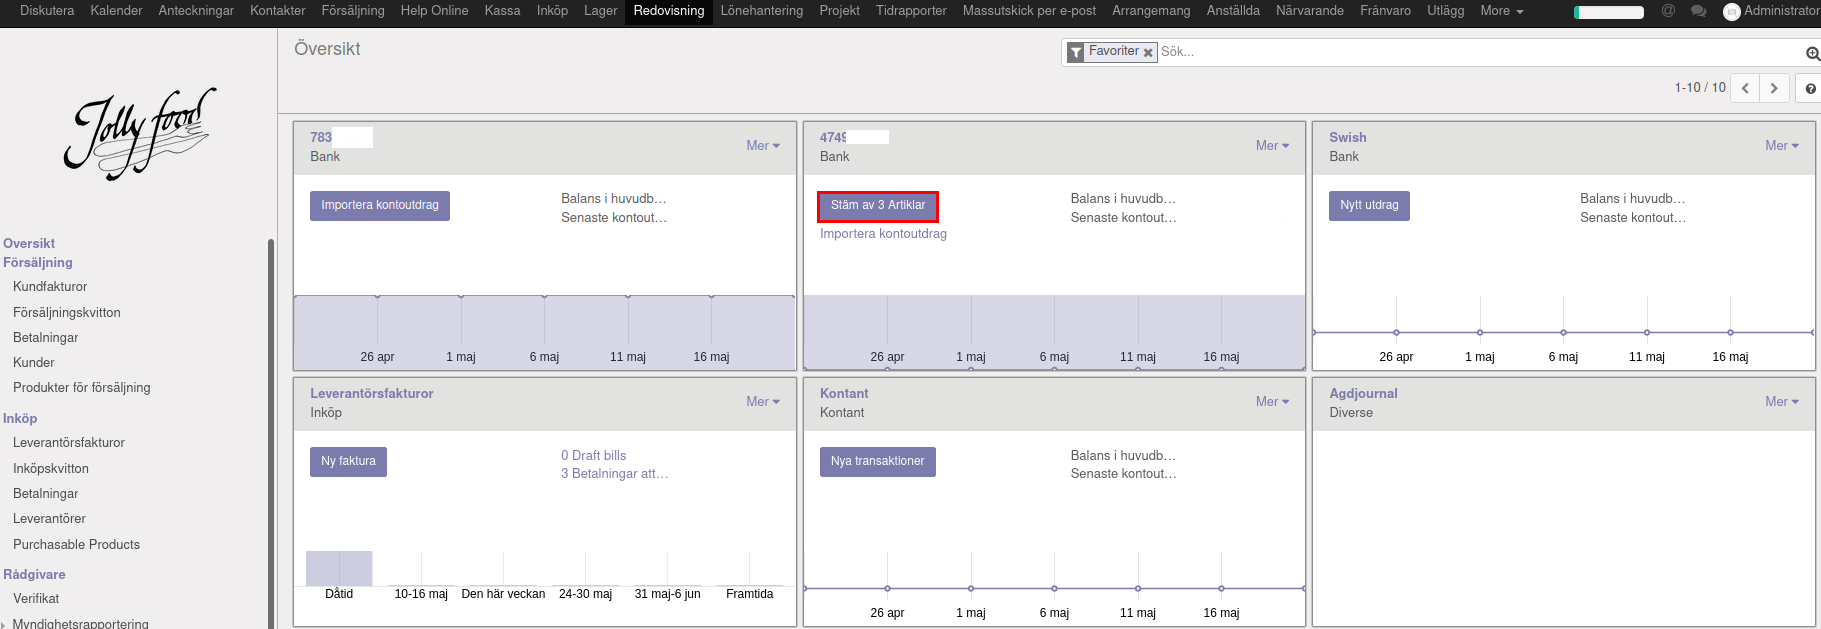 Diskutera Kalender Anteckningar Kontakter Försäljning Help Online Kassa Inköp Lager Redovisning Lönehantering Projekt Tidrapporter Massutskick per e-post Arrangemang Anställda Närvarande Frånvaro Utlägg More @ Administrator
Översikt
Favoriter Sök...
1-10 / 10
Jolly food
Översikt
Försäljning
Kundfakturor
Försäljningskvitton
Betalningar
Kunder
Produkter för försäljning
Inköp
Leverantörsfakturor
Inköpskvitton
Betalningar
Leverantörer
Purchasable Products
Rådgivare
Verifikat
Myndighetsrapportering
783
Bank
Mer
Importera kontoutdrag
Balans i huvudb...
Senaste kontout...
26 apr 1 maj 6 maj 11 maj 16 maj
4749
Bank
Mer
Stäm av 3 Artiklar
Importera kontoutdrag
Balans i huvudb...
Senaste kontout...
26 apr 1 maj 6 maj 11 maj 16 maj
Swish
Bank
Mer
Nytt utdrag
Balans i huvudb...
Senaste kontout...
26 apr 1 maj 6 maj 11 maj 16 maj
Leverantörsfakturor
Inköp
Mer
Ny faktura
0 Draft bills
3 Betalningar att...
Dåtid 10-16 maj Den här veckan 24-30 maj 31 maj-6 jun Framtida
Kontant
Kontant
Mer
Nya transaktioner
Balans i huvudb...
Senaste kontout...
26 apr 1 maj 6 maj 11 maj 16 maj
Agdjournal
Diverse
Mer